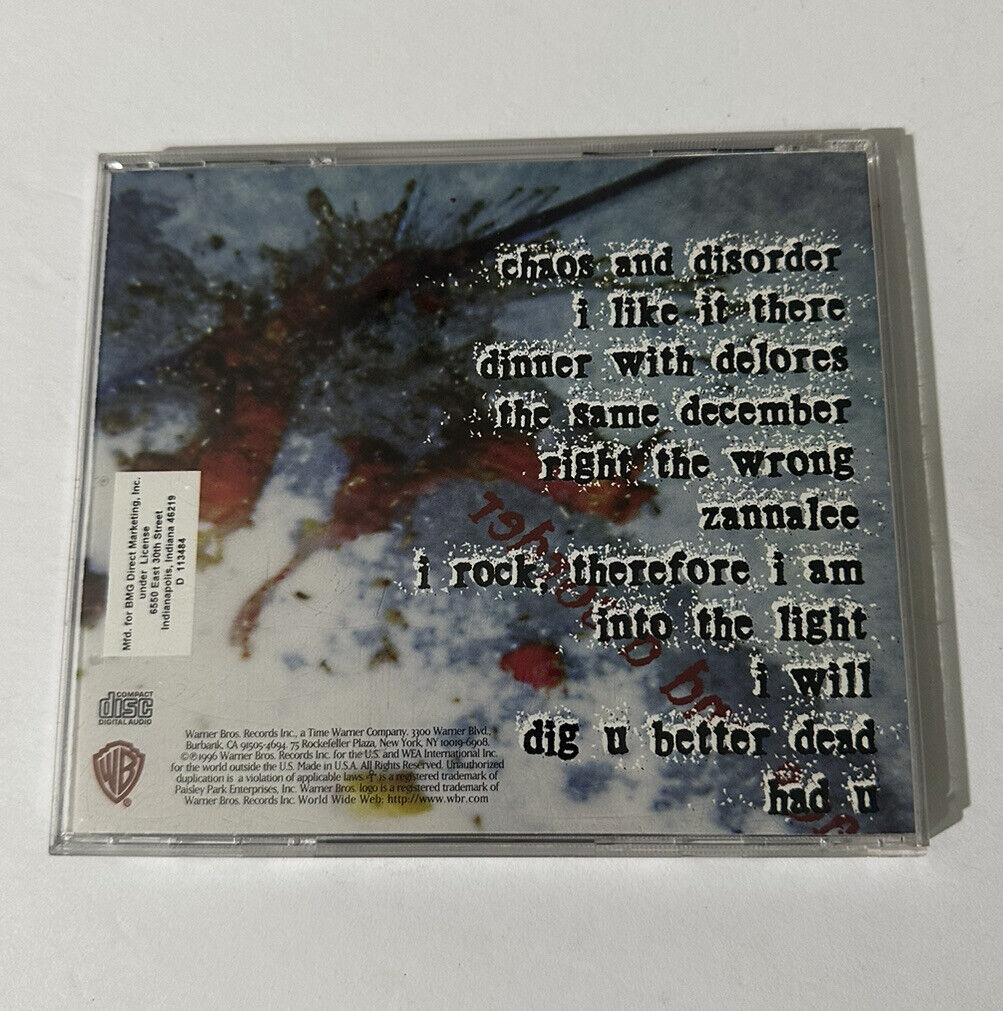 chaos and disorder
i like it there
dinner with delores
the same december
right the wrong
zannalee
i rock, therefore i am
into the light
i will
dig u better dead
had u
Mfd. for BMG Direct Marketing, Inc.
under License
6550 East 30th Street
Indianapolis, Indiana 46219
D 113484
COMPACT
disc
DIGITAL AUDIO
WB
Warner Bros. Records Inc., a Time Warner Company. 3300 Warner Blvd.,
Burbank, CA 91505-4694. 75 Rockefeller Plaza, New York, NY 10019-6908.
©℗1996 Warner Bros. Records Inc. for the U.S. and WEA International Inc.
for the world outside the U.S. Made in U.S.A. All Rights Reserved. Unauthorized
duplication is a violation of applicable laws. is a registered trademark of
Paisley Park Enterprises, Inc. Warner Bros. logo is a registered trademark of
Warner Bros. Records Inc. World Wide Web: http://www.wbr.com